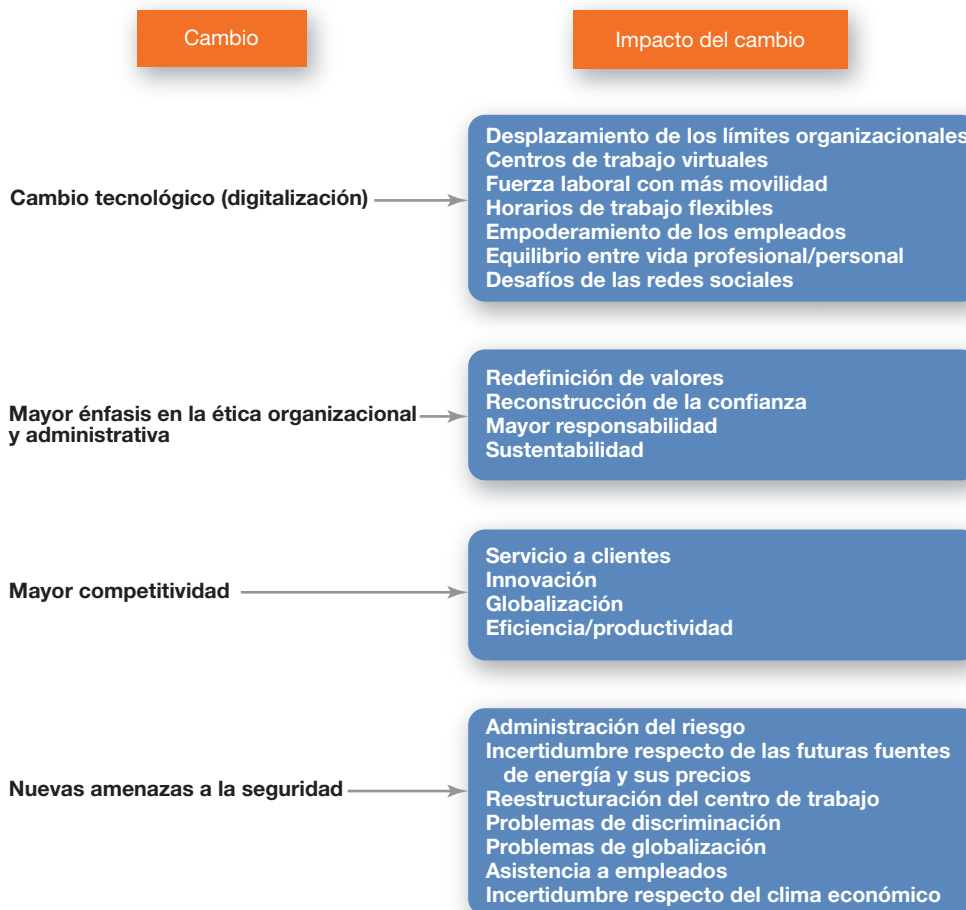 Cambio
Impacto del cambio
Cambio tecnológico (digitalización)
Desplazamiento de los límites organizacionales
Centros de trabajo virtuales
Fuerza laboral con más movilidad
Horarios de trabajo flexibles
Empoderamiento de los empleados
Equilibrio entre vida profesional/personal
Desafíos de las redes sociales
Mayor énfasis en la ética organizacional
y administrativa
Redefinición de valores
Reconstrucción de la confianza
Mayor responsabilidad
Sustentabilidad
Mayor competitividad
Servicio a clientes
Innovación
Globalización
Eficiencia/productividad
Nuevas amenazas a la seguridad
Administración del riesgo
Incertidumbre respecto de las futuras fuentes
de energía y sus precios
Reestructuración del centro de trabajo
Problemas de discriminación
Problemas de globalización
Asistencia a empleados
Incertidumbre respecto del clima económico